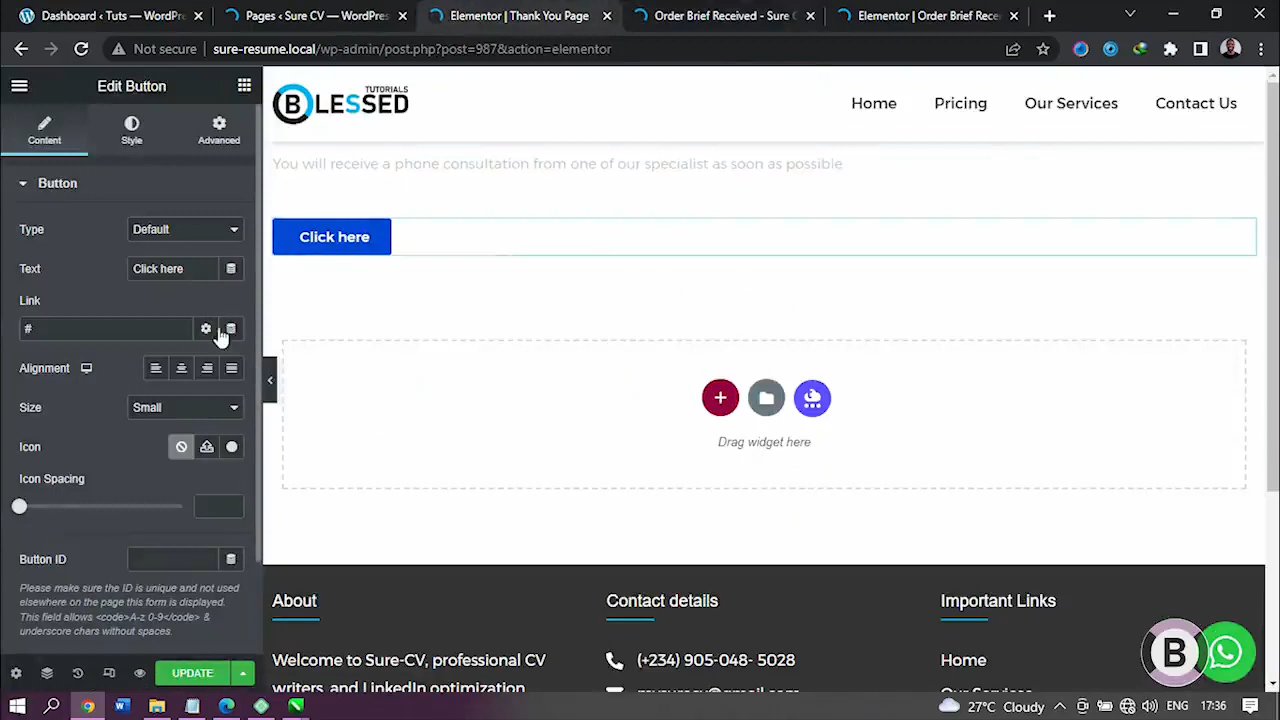 Dashboard ‹ Tuts — WordPre
Pages ‹ Sure CV — WordPres
Elementor | Thank You Page
Order Brief Received - Sure C
Elementor | Order Brief Rece
Not secure
sure-resume.local/wp-admin/post.php?post=987&action=elementor
Edit Button
Content
Style
Advanced
Button
Type
Default
Text
Click here
Link
#
Alignment
Size
Small
Icon
Icon Spacing
Button ID
Please make sure the ID is unique and not used
elsewhere on the page this form is displayed.
This field allows <code>A-z 0-9</code> &
underscore chars without spaces.
UPDATE
TUTORIALS
BLESSED
Home
Pricing
Our Services
Contact Us
You will receive a phone consultation from one of our specialist as soon as possible
Click here
Drag widget here
About
Welcome to Sure-CV, professional CV
writers, and LinkedIn optimization
Contact details
(+234) 905-048- 5028
Important Links
Home
Our Services
B
27°C Cloudy
ENG
17:36